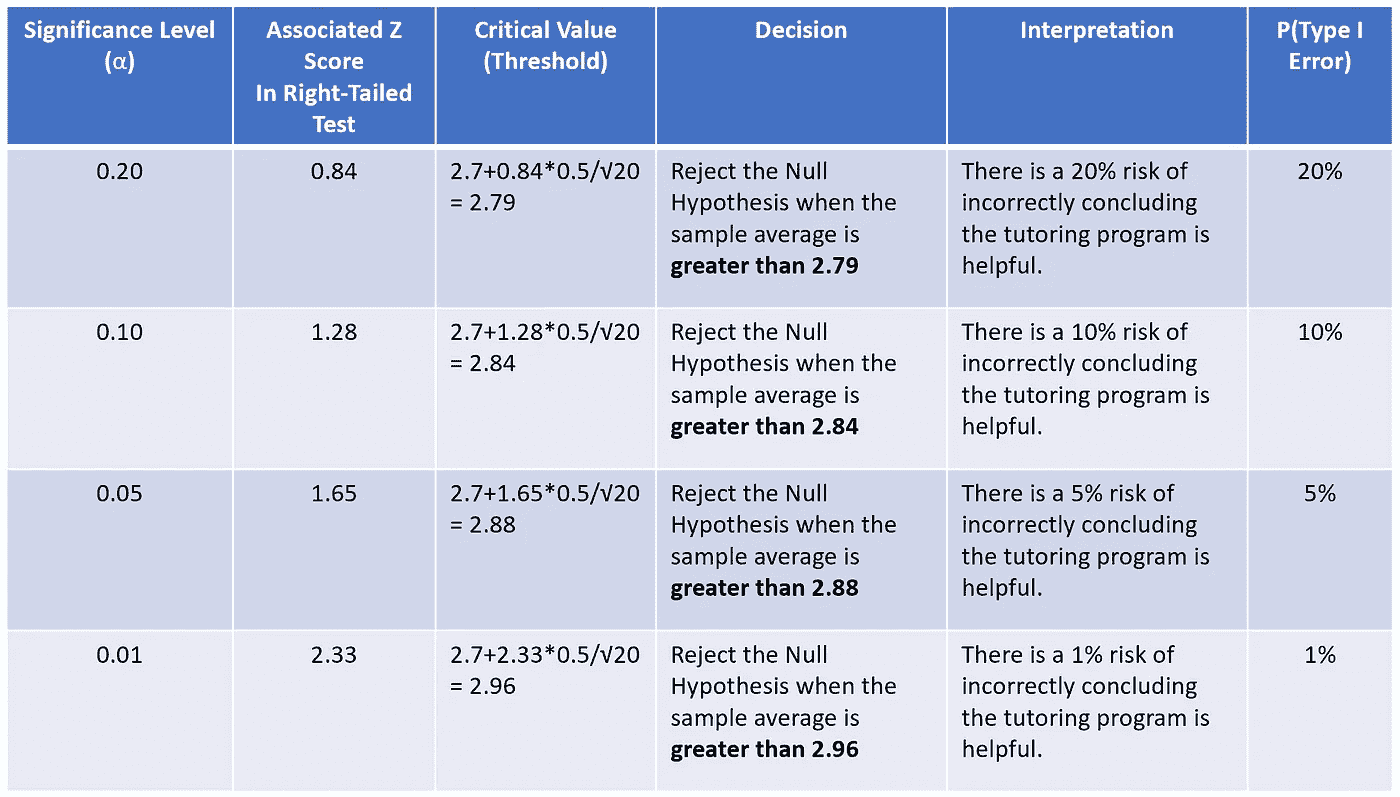 Significance Level
(α)
Associated Z
Score
In Right-Tailed
Test
Critical Value
(Threshold)
Decision
Interpretation
P(Type I
Error)
0.20
0.84
2.7+0.84*0.5/√20
= 2.79
Reject the Null
Hypothesis when the
sample average is
greater than 2.79
There is a 20% risk of
incorrectly concluding
the tutoring program is
helpful.
20%
0.10
1.28
2.7+1.28*0.5/√20
= 2.84
Reject the Null
Hypothesis when the
sample average is
greater than 2.84
There is a 10% risk of
incorrectly concluding
the tutoring program is
helpful.
10%
0.05
1.65
2.7+1.65*0.5/√20
= 2.88
Reject the Null
Hypothesis when the
sample average is
greater than 2.88
There is a 5% risk of
incorrectly concluding
the tutoring program is
helpful.
5%
0.01
2.33
2.7+2.33*0.5/√20
= 2.96
Reject the Null
Hypothesis when the
sample average is
greater than 2.96
There is a 1% risk of
incorrectly concluding
the tutoring program is
helpful.
1%